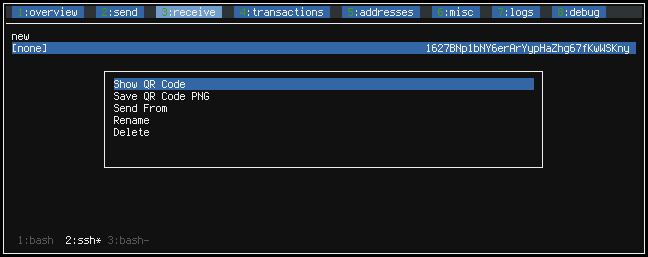 1:overview 2:send 3:receive 4:transactions 5:addresses 6:misc 7:logs 8:debug
new
[none] 1627BNp1bNY6erArYypHaZhg67fKwWSKny
Show QR Code
Save QR Code PNG
Send From
Rename
Delete
1:bash 2:ssh* 3:bash-